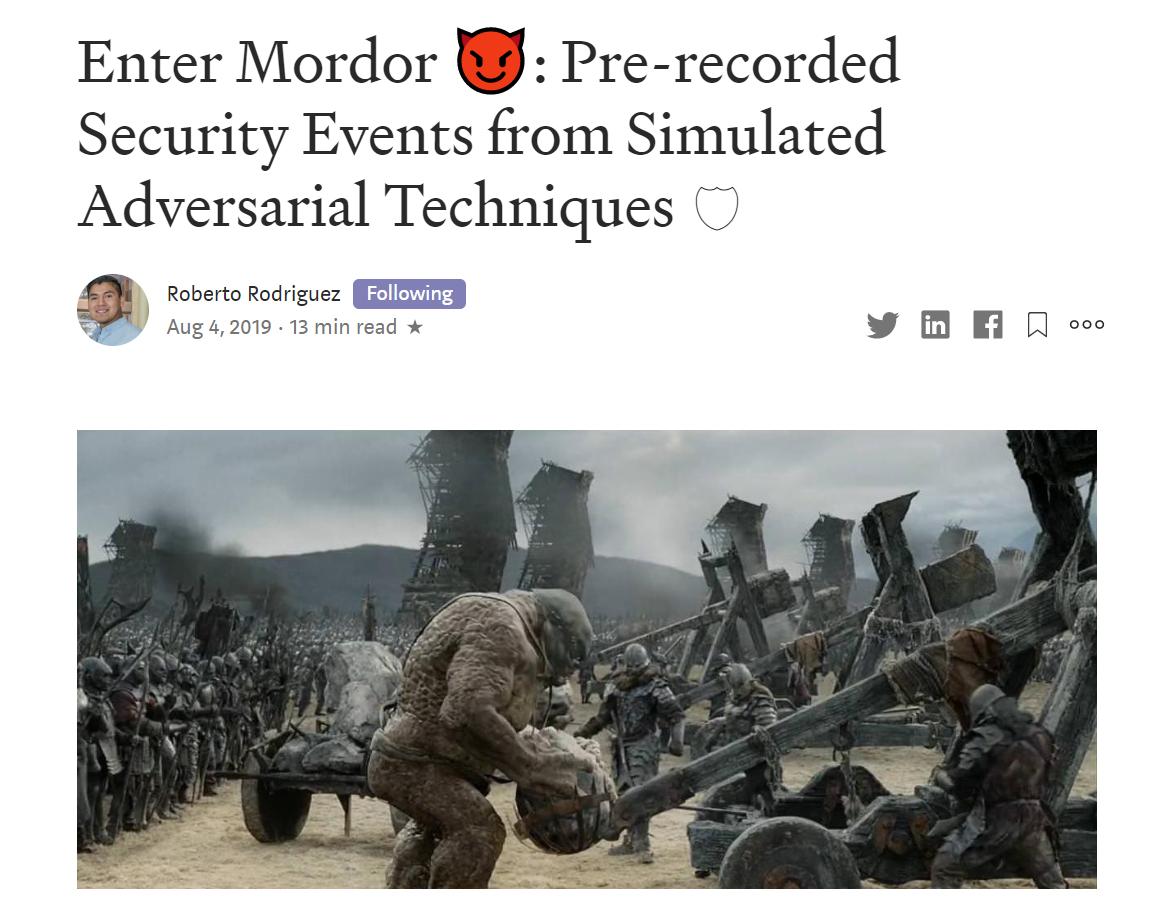 Enter Mordor 😈: Pre-recorded
Security Events from Simulated
Adversarial Techniques 🛡
Roberto Rodriguez Following
Aug 4, 2019 · 13 min read ★